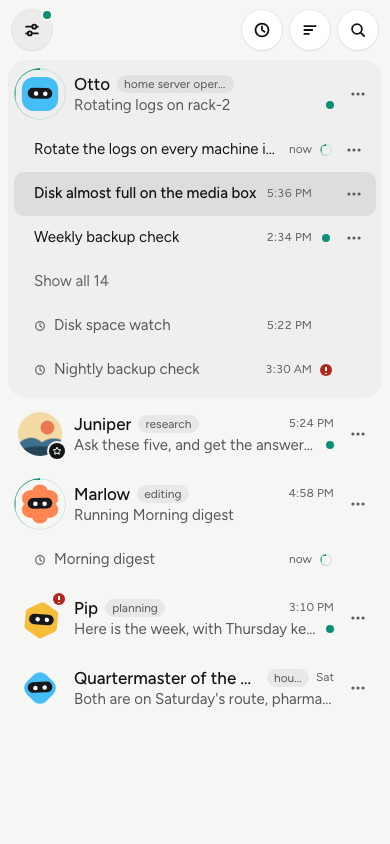 Otto home server oper...
Rotating logs on rack-2
Rotate the logs on every machine i... now
Disk almost full on the media box 5:36 PM
Weekly backup check 2:34 PM
Show all 14
Disk space watch 5:22 PM
Nightly backup check 3:30 AM
Juniper research 5:24 PM
Ask these five, and get the answer...
Marlow editing 4:58 PM
Running Morning digest
Morning digest now
Pip planning 3:10 PM
Here is the week, with Thursday ke...
Quartermaster of the ... hou... Sat
Both are on Saturday's route, pharma...